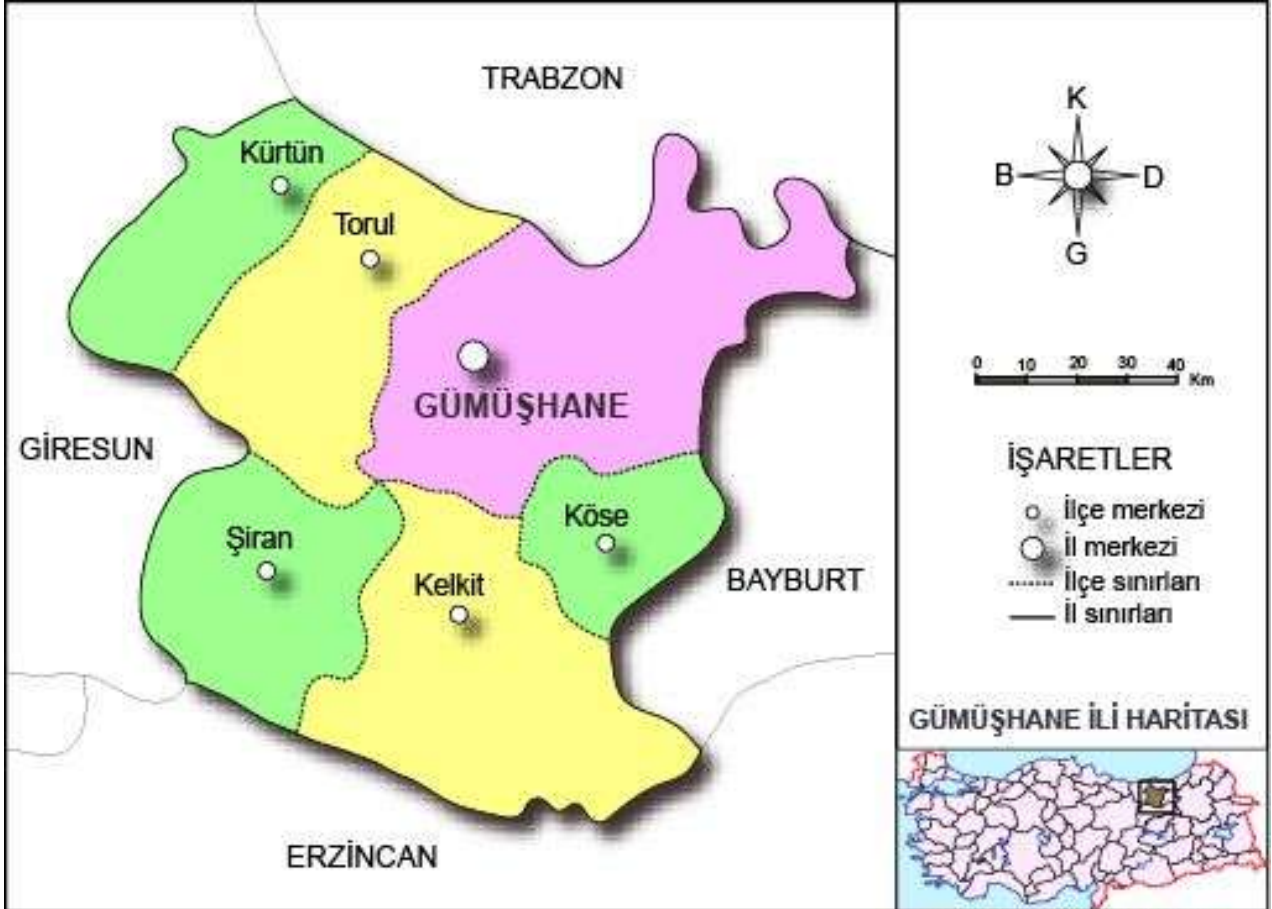 TRABZON
Kürtün
Torul
GÜMÜŞHANE
GİRESUN
Şiran
Köse
Kelkit
BAYBURT
ERZİNCAN
K
B D
G
0 10 20 30 40
Km
İŞARETLER
İlçe merkezi
İl merkezi
İlçe sınırları
İl sınırları
GÜMÜŞHANE İLİ HARİTASI